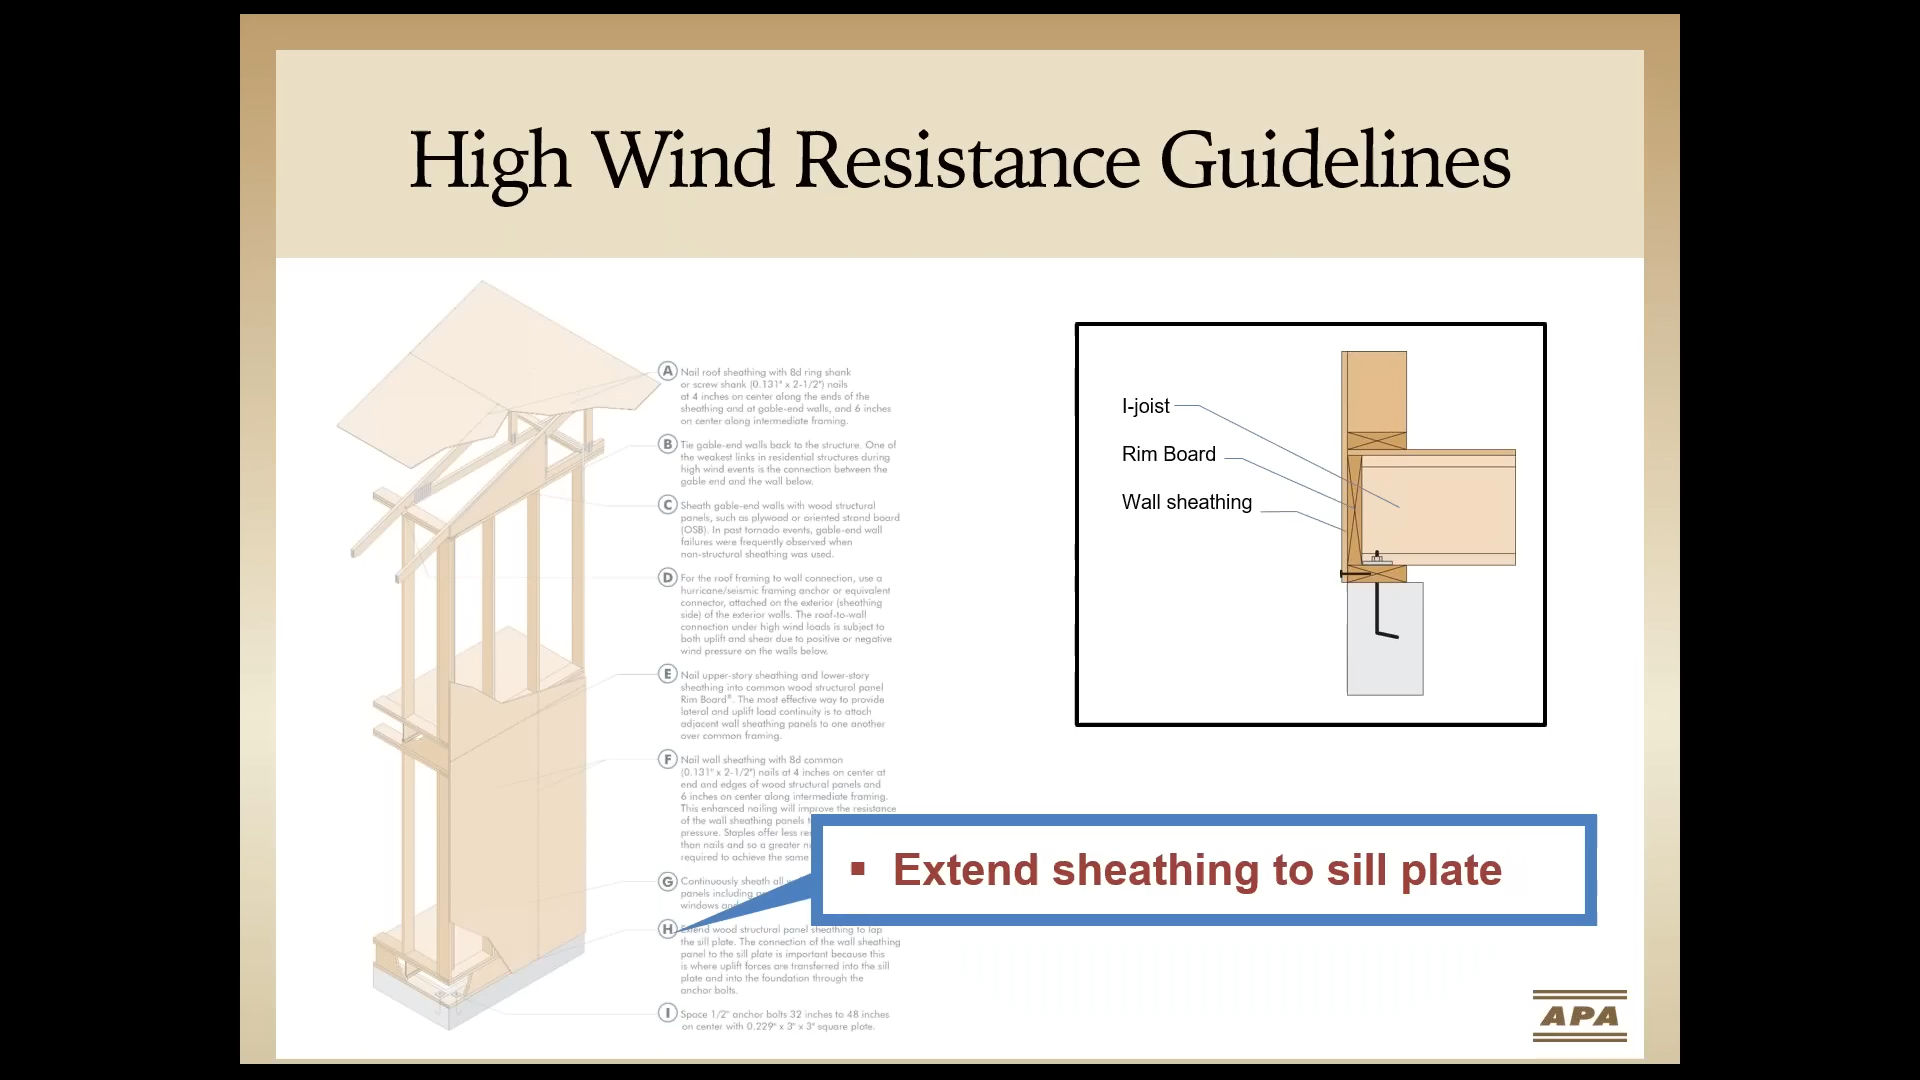 High Wind Resistance Guidelines
A Nail roof sheathing with 8d ring shank
or screw shank (0.131" x 2-1/2") nails
at 4 inches on center along the ends of the
sheathing and at gable-end walls, and 6 inches
on center along intermediate framing.
B Tie gable-end walls back to the structure. One of
the weakest links in residential structures during
high wind events is the connection between the
gable end and the wall below.
C Sheath gable-end walls with wood structural
panels, such as plywood or oriented strand board
(OSB). In past tornado events, gable-end wall
failures were frequently observed when
non-structural sheathing was used.
D For the roof framing to wall connection, use a
hurricane/seismic framing anchor or equivalent
connector, attached on the exterior (sheathing
side) of the exterior walls. The roof-to-wall
connection under high wind loads is subject to
both uplift and shear due to positive or negative
wind pressure on the walls below.
E Nail upper-story sheathing and lower-story
sheathing into common wood structural panel
Rim Board®. The most effective way to provide
lateral and uplift load continuity is to attach
adjacent wall sheathing panels to one another
over common framing.
F Nail wall sheathing with 8d common
(0.131" x 2-1/2") nails at 4 inches on center at
end and edges of wood structural panels and
6 inches on center along intermediate framing.
This enhanced nailing will improve the resistance
of the wall sheathing panels
pressure. Staples offer less
than nails and so a greater
required to achieve the same
G Continuously sheath all
panels including
windows
H Extend wood structural panel sheathing to lap
the sill plate. The connection of the wall sheathing
panel to the sill plate is important because this
is where uplift forces are transferred into the sill
plate and into the foundation through the
anchor bolts.
I Space 1/2" anchor bolts 32 inches to 48 inches
on center with 0.229" x 3" x 3" square plate.
I-joist
Rim Board
Wall sheathing
▪ Extend sheathing to sill plate
APA